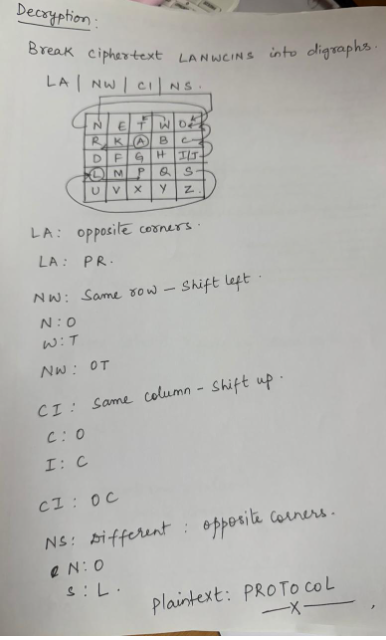 Decryption:
Break ciphertext LANWCINS into digraphs.
LA | NW | CI | NS.
N E T W O
R K A B C
D F G H I/J
L M P Q S
U V X Y Z
LA: opposite corners.
LA: PR.
NW: Same row - Shift left.
N:O
W:T
NW: OT
CI: Same column - shift up.
C:O
I:C
CI: OC
NS: Different: opposite corners.
N:O
S:L.
Plaintext: PROTOCOL
X